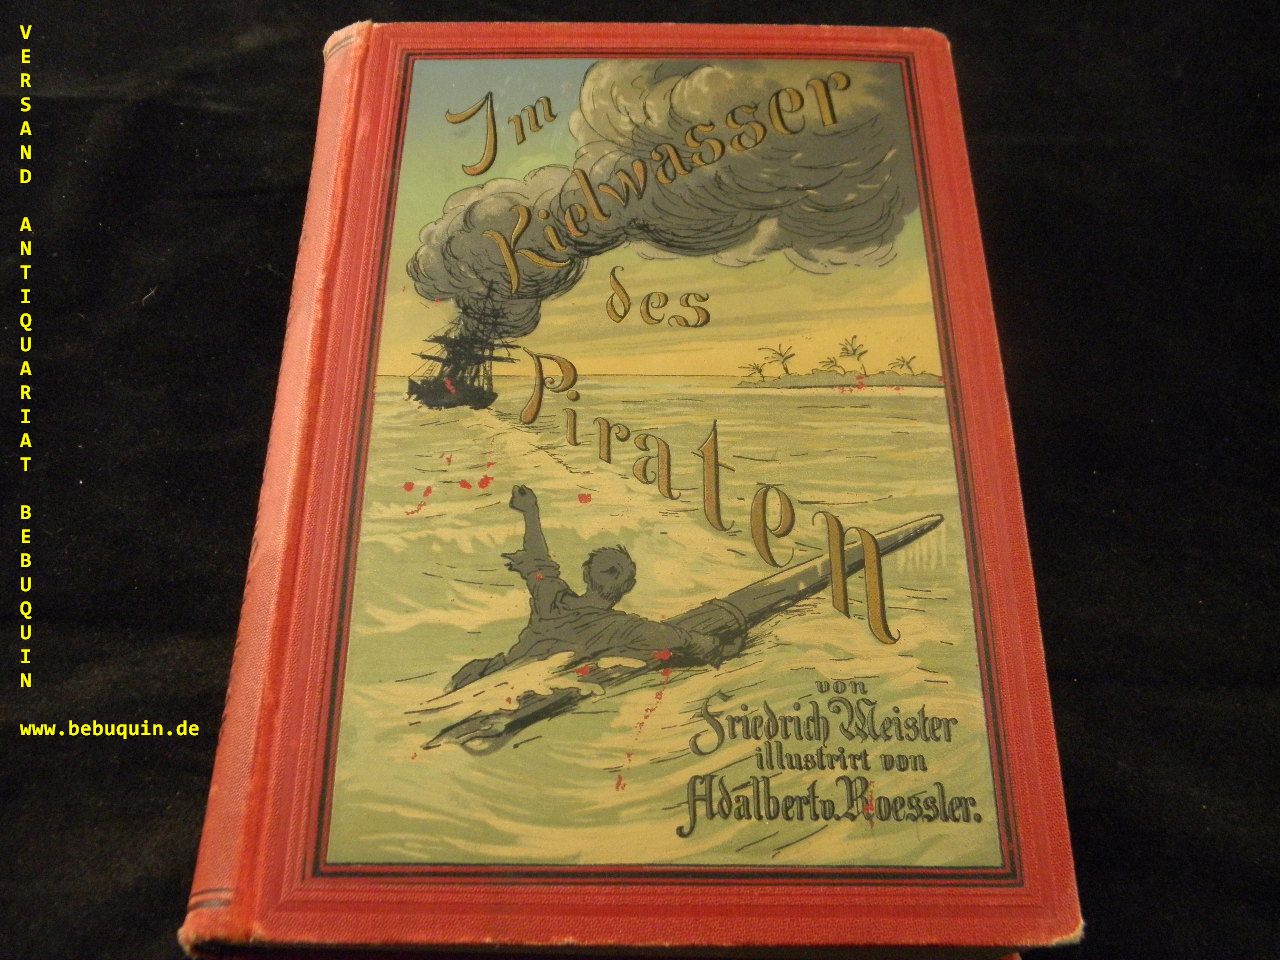 VERSAND ANTIQUARIAT BEBUQUIN
www.bebuquin.de
Im
Kielwasser
des
Piraten
von
Friedrich Meister
illustrirt von
Adalbert v. Roessler.